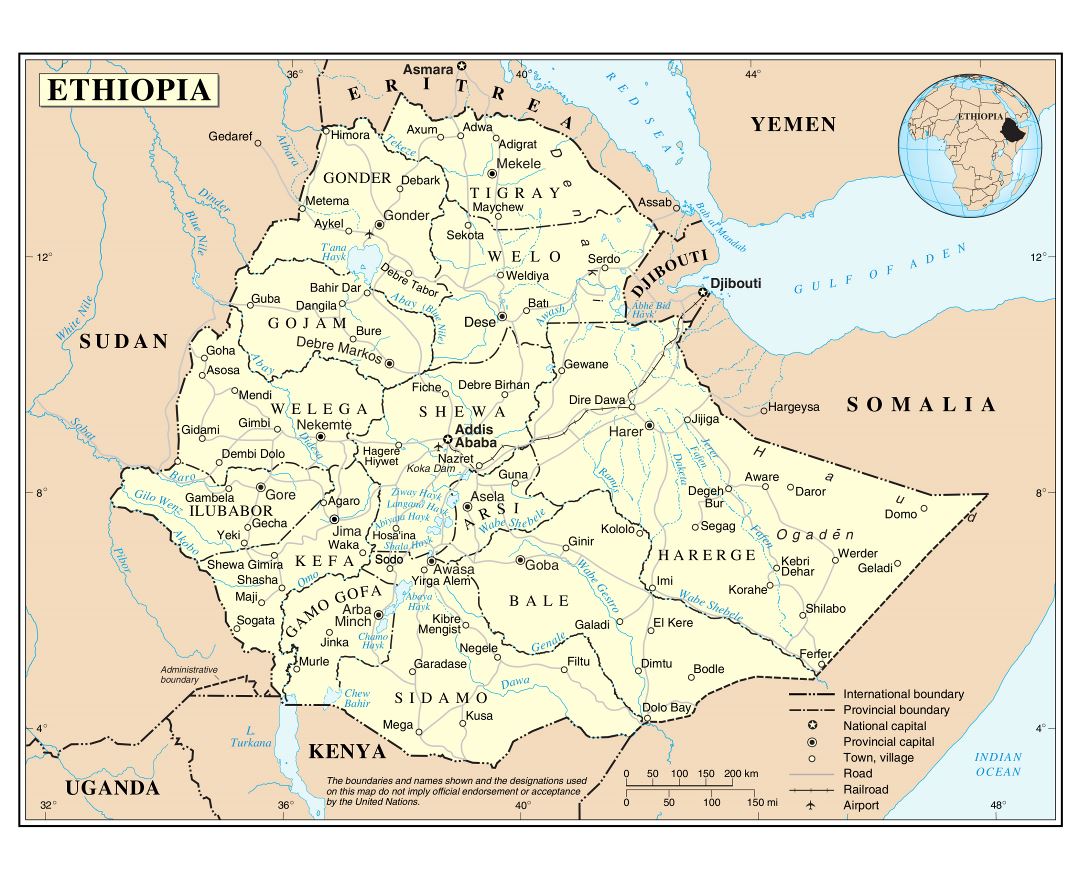 ETHIOPIA
36°
40°
44°
Asmara
ERITREA
RED SEA
YEMEN
ETHIOPIA
Gedaref
Himora
Axum
Adwa
Adigrat
Tekeze
Atbara
Mekele
Denakil
GONDER
Debark
TIGRAY
Dinder
Metema
Maychew
Assab
Bab al Mandab
Gonder
Blue Nile
Aykel
Sekota
T'ana
Hayk
WELO
Serdo
DJIBOUTI
GULF OF ADEN
12°
12°
Debre Tabor
Weldiya
Djibouti
Bahir Dar
Guba
Dangila
Abay (Blue Nile)
Bati
Abhe Bid
Hayk
White Nile
GOJAM
Dese
Awash
Bure
SUDAN
Debre Markos
Goha
Abay
Asosa
Gewane
Fiche
Debre Birhan
Mendi
Dire Dawa
WELEGA
SHEWA
Hargeysa
SOMALIA
Sobat
Gimbi
Nekemte
Addis
Ababa
Harer
Jijiga
Gidami
Didesa
Hagere
Hiywet
Nazret
Jerer
Haud
Dembi Dolo
Koka Dam
Fafen
Daketa
Baro
Guna
Ramis
Aware
8°
8°
Gilo Wenz
Gambela
Gore
Agaro
Ziway Hayk
Asela
Degeh
Bur
Daror
Langana Hayk
ILUBABOR
ARSI
Domo
Gecha
Jima
Abiyata Hayk
Wabe Shebele
Akobo
Yeki
Waka
Hosa'ina
Kololo
Segag
Fafen
Ogadēn
Shala Hayk
Ginir
Pibor
Shewa Gimira
KEFA
Sodo
HARERGE
Werder
Shasha
Omo
Awasa
Goba
Kebri
Dehar
Geladi
Yirga Alem
Imi
Maji
GAMO GOFA
Abaya
Hayk
Wabe Gestro
Korahe
BALE
Wabe Shebele
Arba
Minch
Shilabo
Sogata
Kibre
Mengist
Galadi
El Kere
Jinka
Chamo
Hayk
Negele
Genale
Ferfer
Administrative
boundary
Murle
Garadase
Filtu
Dimtu
Bodle
Dawa
Chew
Bahir
SIDAMO
Dolo Bay
Kusa
Mega
4°
4°
L.
Turkana
KENYA
UGANDA
INDIAN
OCEAN
International boundary
Provincial boundary
National capital
Provincial capital
Town, village
Road
Railroad
Airport
The boundaries and names shown and the designations used
on this map do not imply official endorsement or acceptance
by the United Nations.
0 50 100 150 200 km
0 50 100 150 mi
32°
36°
40°
48°